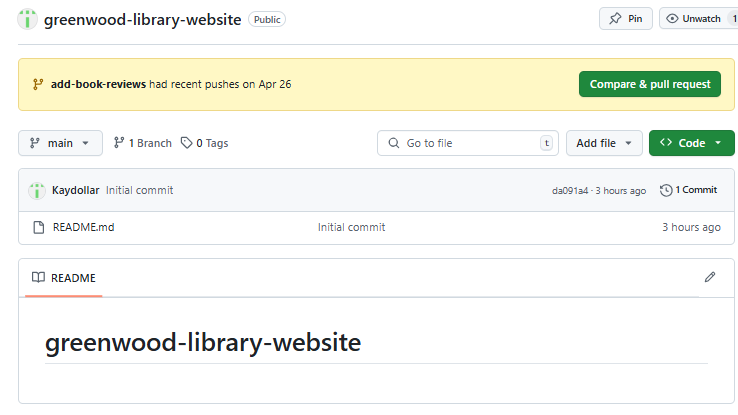 greenwood-library-website Public Pin Unwatch 1
add-book-reviews had recent pushes on Apr 26 Compare & pull request
main 1 Branch 0 Tags Go to file t Add file Code
Kaydollar Initial commit da091a4 · 3 hours ago 1 Commit
README.md Initial commit 3 hours ago
README
greenwood-library-website